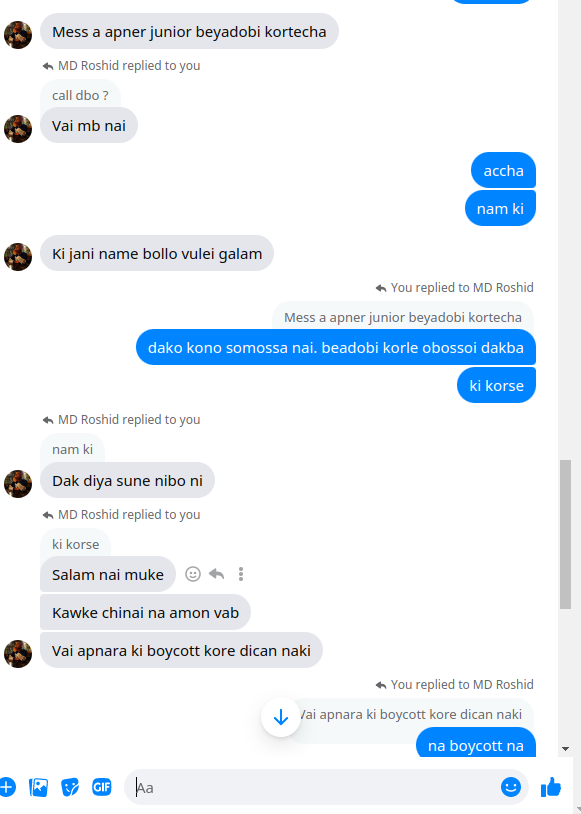 Mess a apner junior beyadobi kortecha
MD Roshid replied to you
call dbo ?
Vai mb nai
accha
nam ki
Ki jani name bollo vulei galam
You replied to MD Roshid
Mess a apner junior beyadobi kortecha
dako kono somossa nai. beadobi korle obossoi dakba
ki korse
MD Roshid replied to you
nam ki
Dak diya sune nibo ni
MD Roshid replied to you
ki korse
Salam nai muke
Kawke chinai na amon vab
Vai apnara ki boycott kore dican naki
You replied to MD Roshid
Vai apnara ki boycott kore dican naki
na boycott na
GIF
Aa